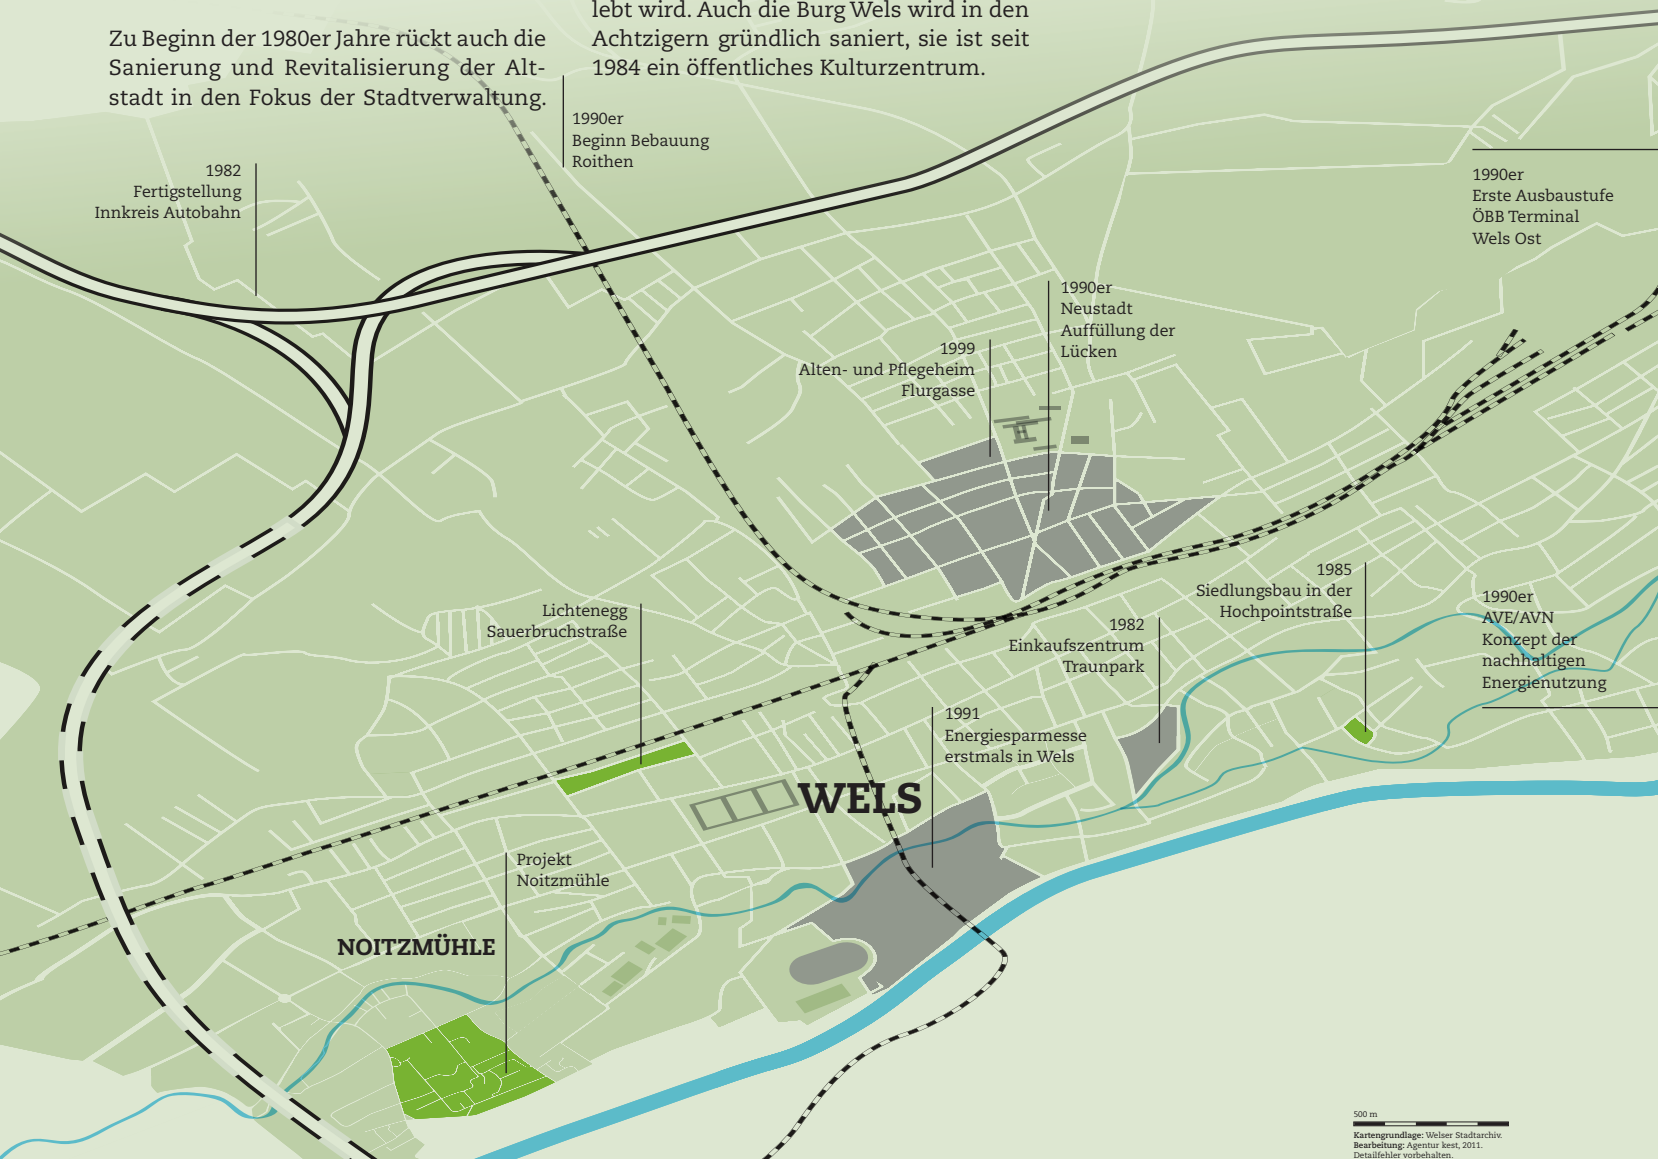 Zu Beginn der 1980er Jahre rückt auch die
Sanierung und Revitalisierung der Alt-
stadt in den Fokus der Stadtverwaltung.
lebt wird. Auch die Burg Wels wird in den
Achtzigern gründlich saniert, sie ist seit
1984 ein öffentliches Kulturzentrum.
1990er
Beginn Bebauung
Roithen
1982
Fertigstellung
Innkreis Autobahn
1990er
Erste Ausbaustufe
ÖBB Terminal
Wels Ost
1990er
Neustadt
Auffüllung der
Lücken
1999
Alten- und Pflegeheim
Flurgasse
1985
Siedlungsbau in der
Hochpointstraße
1990er
AVE/AVN
Konzept der
nachhaltigen
Energienutzung
Lichtenegg
Sauerbruchstraße
1982
Einkaufszentrum
Traunpark
1991
Energiesparmesse
erstmals in Wels
WELS
Projekt
Noitzmühle
NOITZMÜHLE
500 m
Kartengrundlage: Welser Stadtarchiv.
Bearbeitung: Agentur kest, 2011.
Detailfehler vorbehalten.